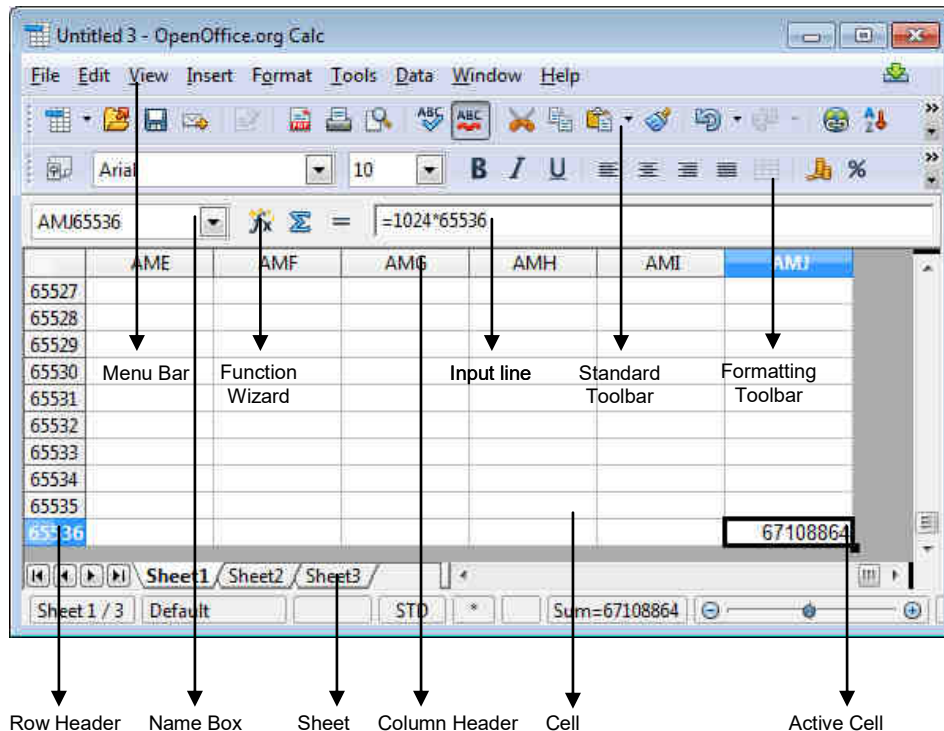 Untitled 3 - OpenOffice.org Calc
File Edit View Insert Format Tools Data Window Help
ABC ABC
Arial 10 B I U %
AMJ65536 fx Σ = =1024*65536
AME AMF AMG AMH AMI AMJ
65527
65528
65529
65530 Menu Bar Function Input line Standard Formatting
65531 Wizard Toolbar Toolbar
65532
65533
65534
65535
65536 67108864
Sheet1 Sheet2 Sheet3
Sheet 1 / 3 Default STD * Sum=67108864
Row Header Name Box Sheet Column Header Cell Active Cell